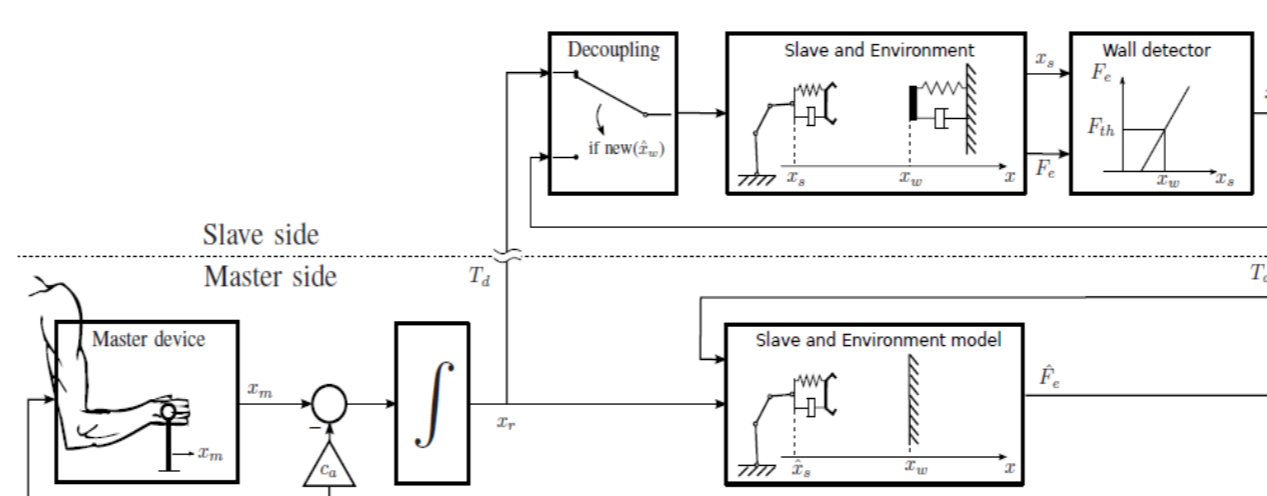 Decoupling
if new(x̂_w)
Slave and Environment
x_s
x_w
x
x_s
F_e
Wall detector
F_e
F_th
x_w
x_s
Slave side
Master side
T_d
Master device
x_m
x_m
−
c_a
∫
x_r
Slave and Environment model
x̂_s
x_w
x
F̂_e